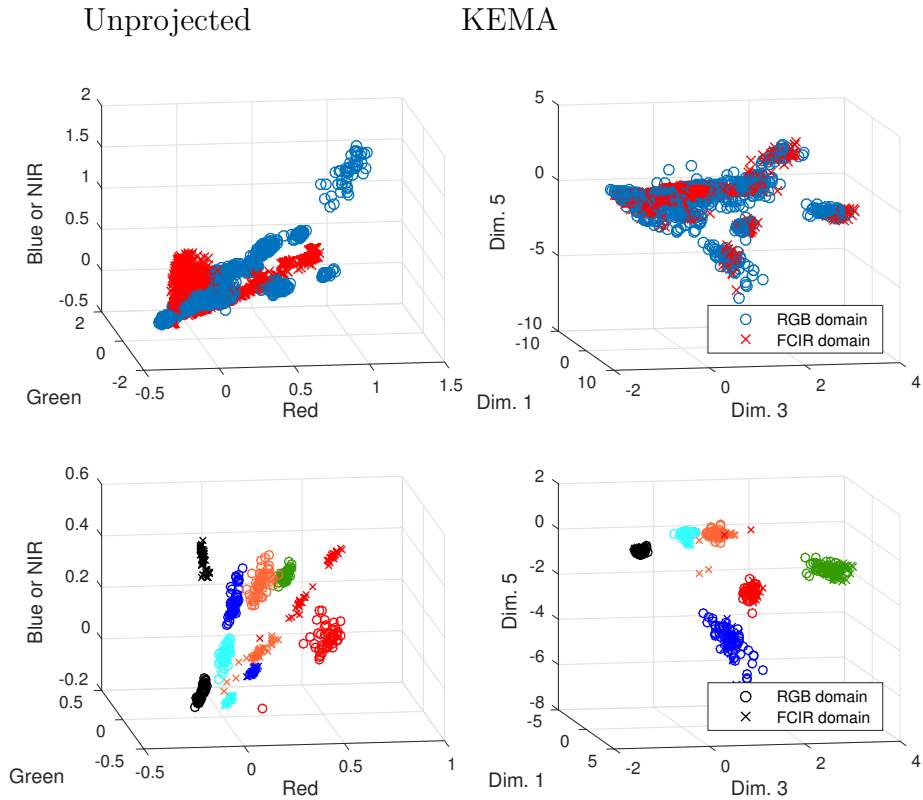 Unprojected
KEMA
2
1.5
1
0.5
0
-0.5
Blue or NIR
2
0
-2
Green
-0.5
0
0.5
1
1.5
Red
5
0
-5
-10
Dim. 5
-10
0
10
Dim. 1
-2
0
2
4
Dim. 3
RGB domain
FCIR domain
0.6
0.4
0.2
0
-0.2
Blue or NIR
0.5
0
-0.5
Green
-0.5
0
0.5
1
Red
2
0
-2
-4
-6
-8
Dim. 5
-5
0
5
Dim. 1
-2
0
2
4
Dim. 3
RGB domain
FCIR domain